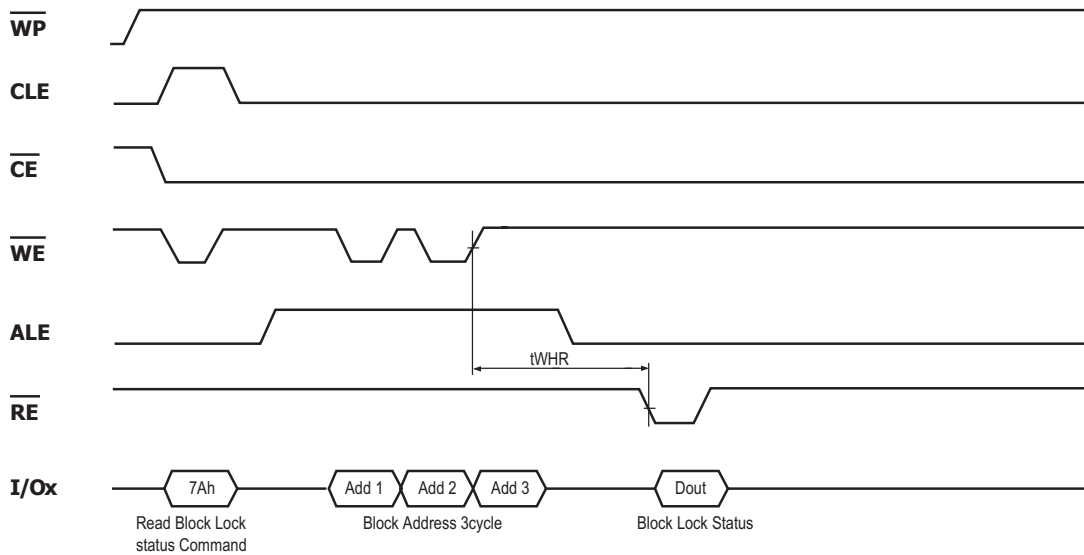 WP
CLE
CE
WE
ALE
tWHR
RE
I/Ox
7Ah
Add 1
Add 2
Add 3
Dout
Read Block Lock
status Command
Block Address 3cycle
Block Lock Status